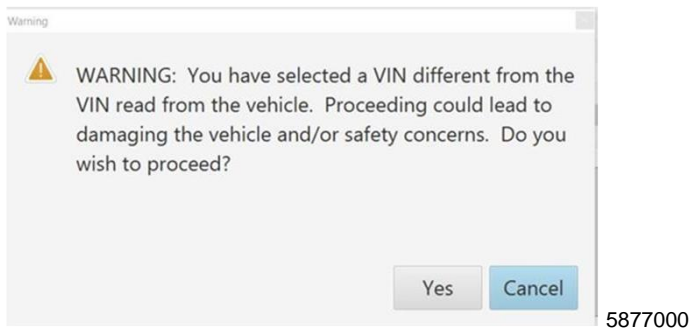 Warning
WARNING:  You have selected a VIN different from the
VIN read from the vehicle.  Proceeding could lead to
damaging the vehicle and/or safety concerns.  Do you
wish to proceed?
Yes Cancel
5877000